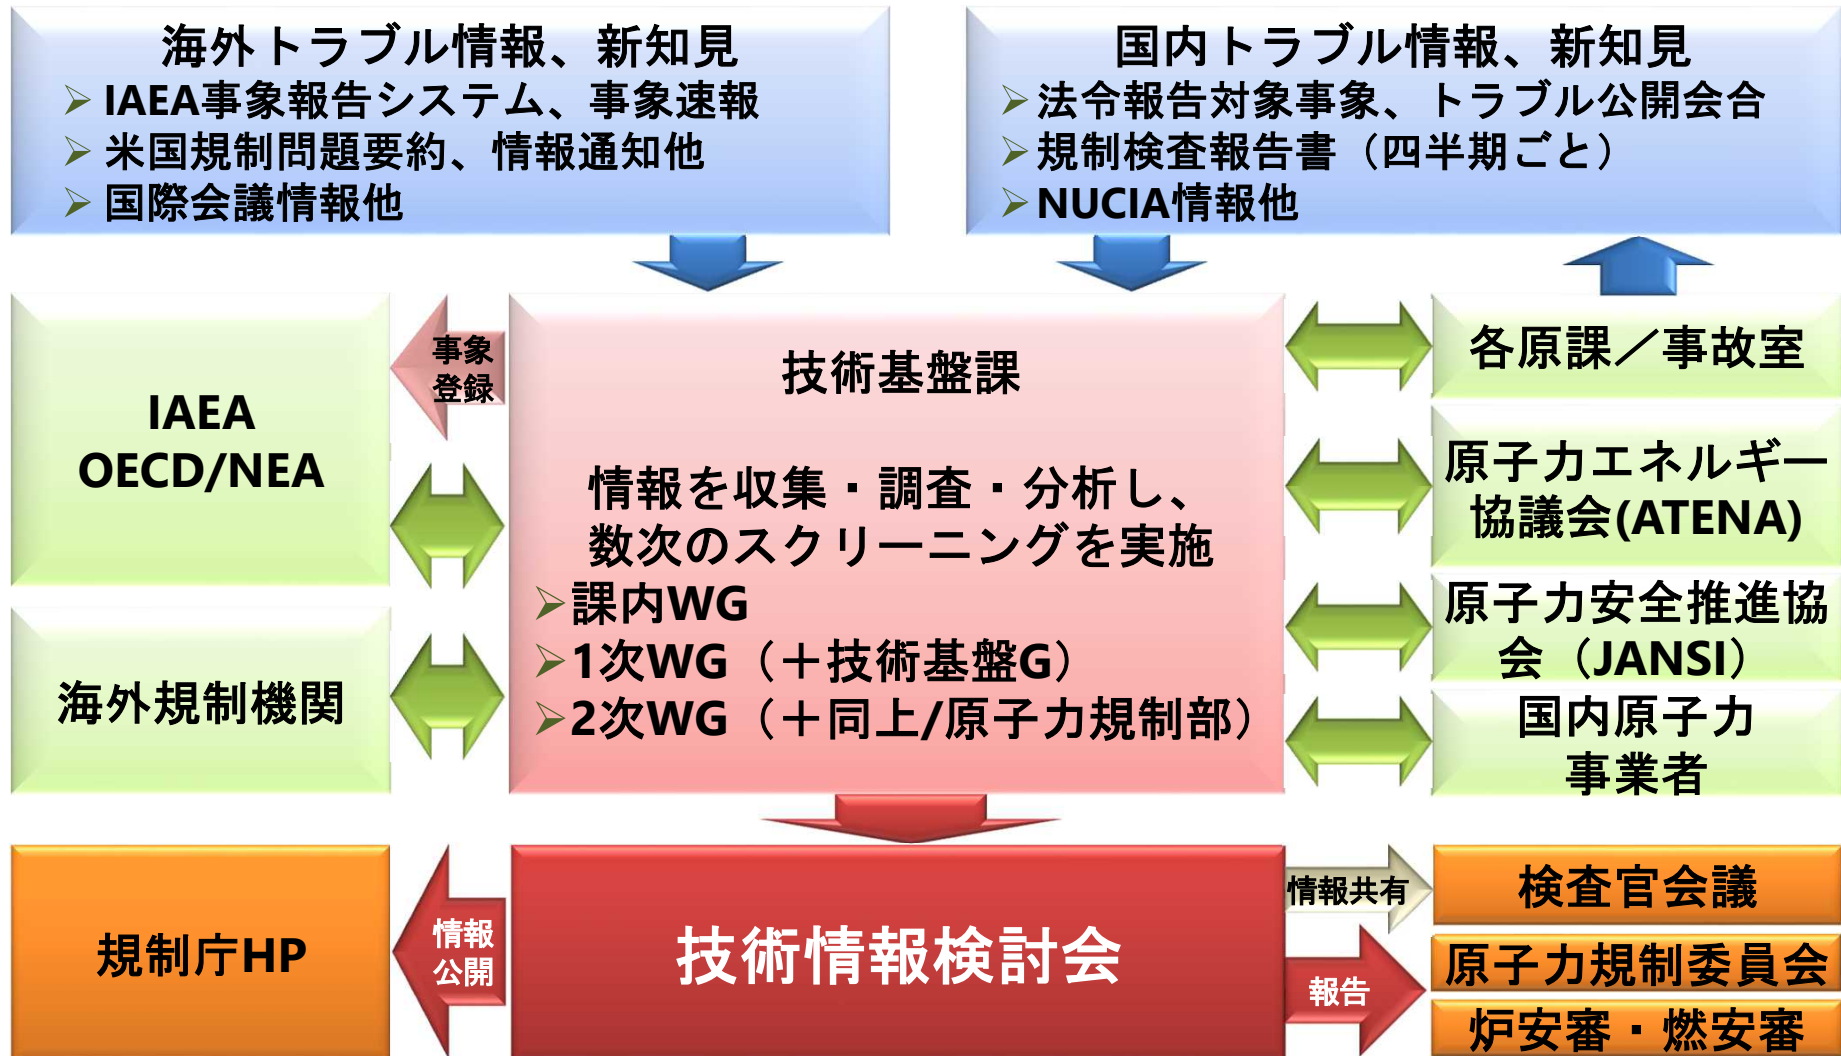 海外トラブル情報、新知見
➢IAEA事象報告システム、事象速報
➢米国規制問題要約、情報通知他
➢国際会議情報他
国内トラブル情報、新知見
➢法令報告対象事象、トラブル公開会合
➢規制検査報告書（四半期ごと）
➢NUCIA情報他
IAEA
OECD/NEA
海外規制機関
事象
登録
技術基盤課
情報を収集・調査・分析し、
数次のスクリーニングを実施
➢課内WG
➢1次WG（＋技術基盤G）
➢2次WG（＋同上/原子力規制部）
各原課／事故室
原子力エネルギー
協議会(ATENA)
原子力安全推進協
会（JANSI）
国内原子力
事業者
規制庁HP
情報
公開
技術情報検討会
情報共有
報告
検査官会議
原子力規制委員会
炉安審・燃安審